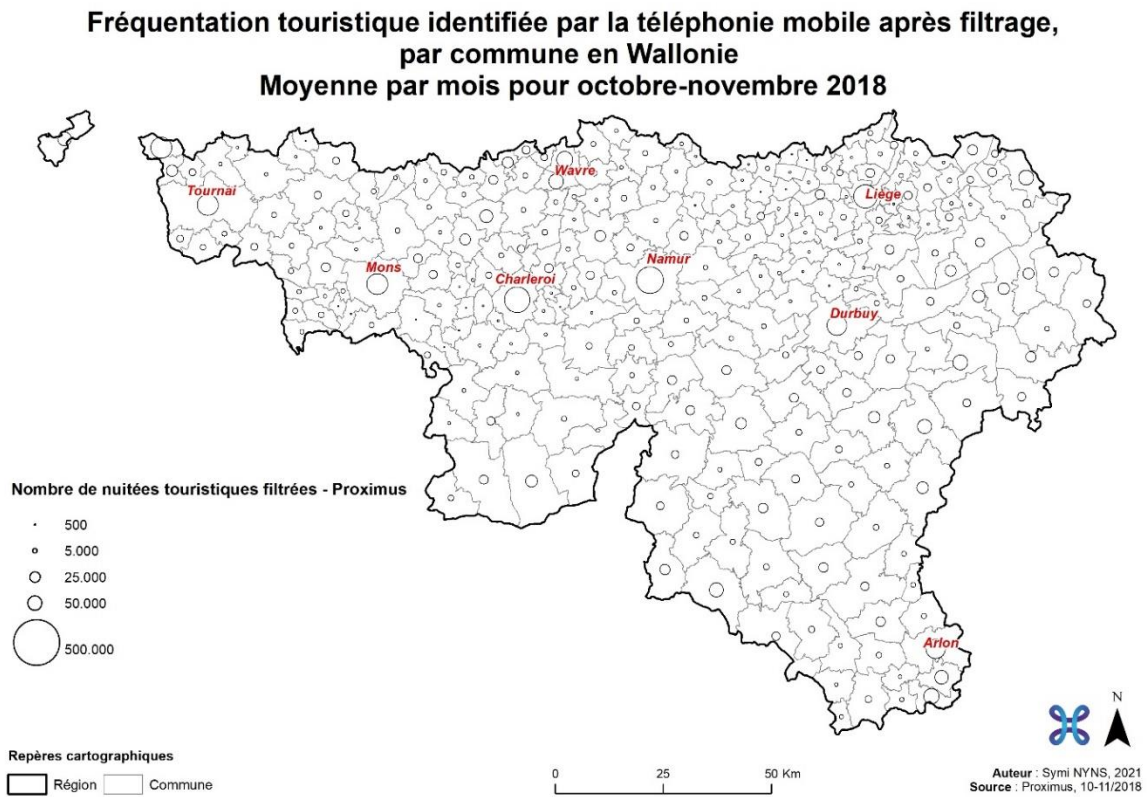 Fréquentation touristique identifiée par la téléphonie mobile après filtrage,
par commune en Wallonie
Moyenne par mois pour octobre-novembre 2018
Wavre
Tournai
Liège
Mons
Charleroi
Namur
Durbuy
Arlon
Nombre de nuitées touristiques filtrées - Proximus
500
5.000
25.000
50.000
500.000
Repères cartographiques
Région
Commune
0 25 50 Km
N
Auteur : Symi NYNS, 2021
Source : Proximus, 10-11/2018